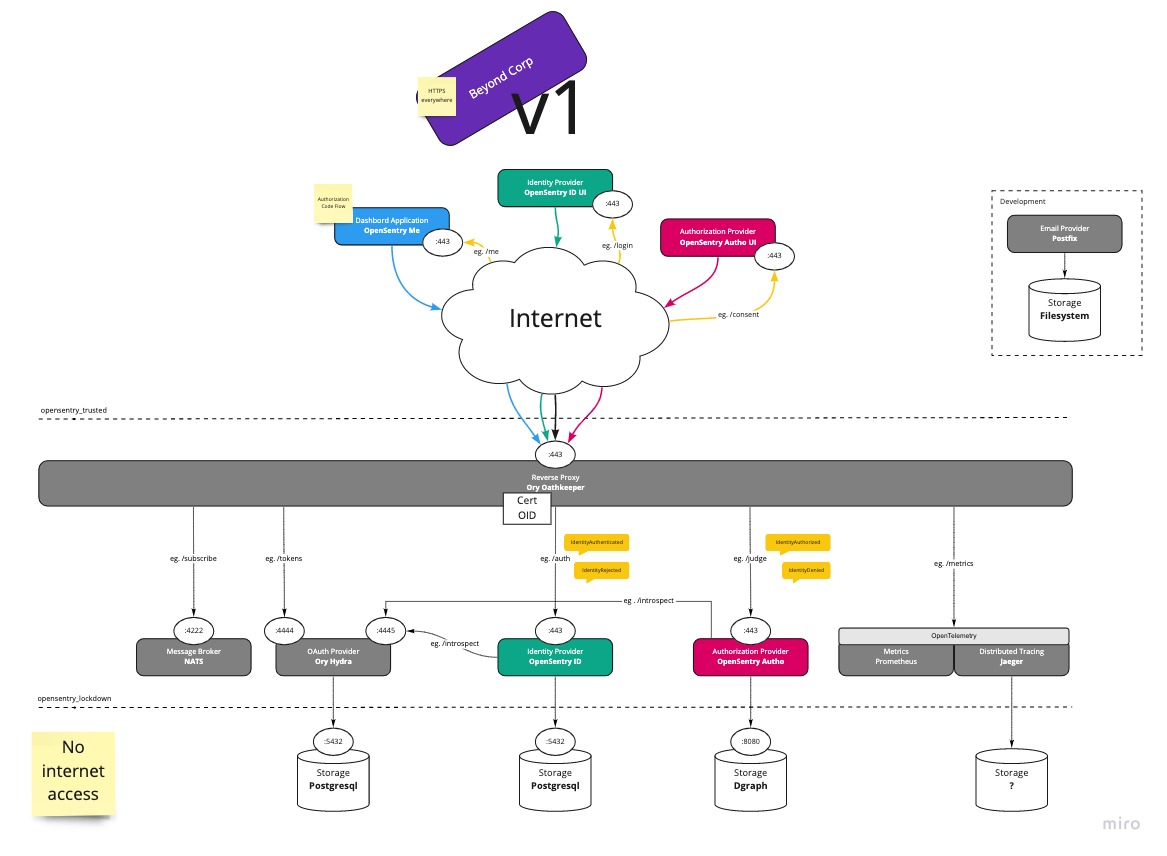 Beyond Corp
HTTPS
everywhere
v1
Identity Provider
OpenSentry ID UI
:443
Authorization
Code Flow
Dashbord Application
OpenSentry Me
:443
Authorization Provider
OpenSentry Autho UI
:443
eg. /me
eg. /login
eg. /consent
Internet
Development
Email Provider
Postfix
Storage
Filesystem
opensentry_trusted
:443
Reverse Proxy
Ory Oathkeeper
Cert
OID
eg. /subscribe
eg. /tokens
eg. /auth
IdentityAuthenticated
IdentityRejected
eg. /judge
IdentityAuthorized
IdentityDenied
eg. /metrics
eg . /introspect
eg. /introspect
:4222
Message Broker
NATS
:4444
:4445
OAuth Provider
Ory Hydra
:443
Identity Provider
OpenSentry ID
:443
Authorization Provider
OpenSentry Autho
OpenTelemetry
Metrics
Prometheus
Distributed Tracing
Jaeger
opensentry_lockdown
No
internet
access
:5432
Storage
Postgresql
:5432
Storage
Postgresql
:8080
Storage
Dgraph
Storage
?
miro